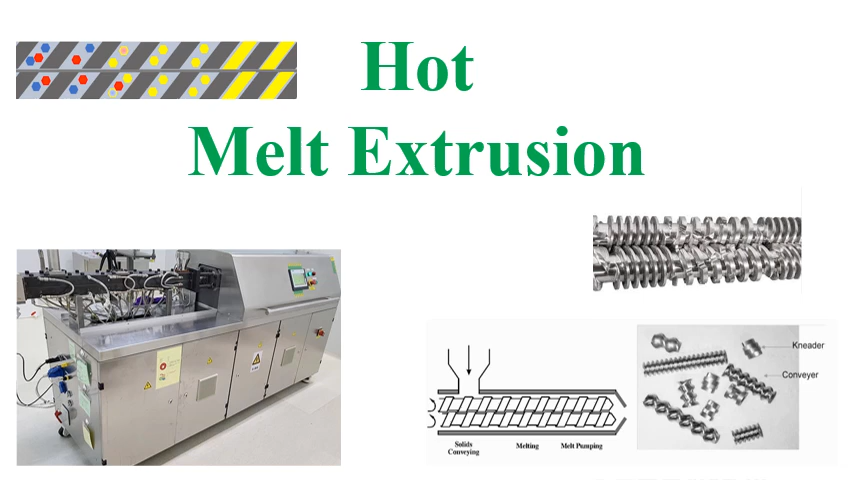 Hot
Melt Extrusion
Kneader
Conveyer
Solids
Conveying
Melting
Melt Pumping